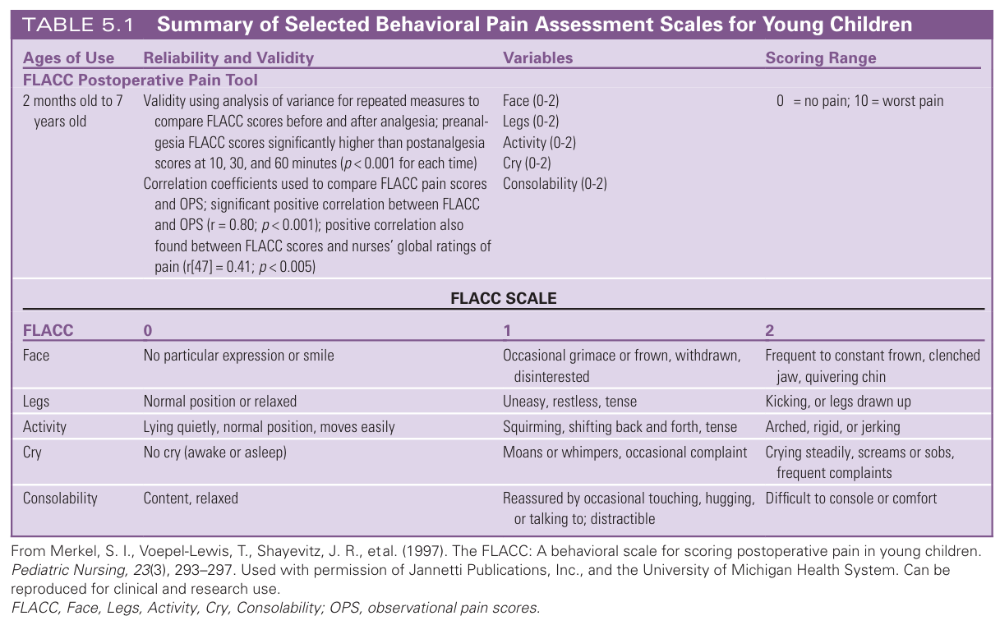 TABLE 5.1 Summary of Selected Behavioral Pain Assessment Scales for Young Children
Ages of Use Reliability and Validity Variables Scoring Range
FLACC Postoperative Pain Tool
2 months old to 7 Validity using analysis of variance for repeated measures to Face (0-2) 0 = no pain; 10 = worst pain
years old compare FLACC scores before and after analgesia; preanal- Legs (0-2)
gesia FLACC scores significantly higher than postanalgesia Activity (0-2)
scores at 10, 30, and 60 minutes (p < 0.001 for each time) Cry (0-2)
Correlation coefficients used to compare FLACC pain scores Consolability (0-2)
and OPS; significant positive correlation between FLACC
and OPS (r = 0.80; p < 0.001); positive correlation also
found between FLACC scores and nurses’ global ratings of
pain (r[47] = 0.41; p < 0.005)
FLACC SCALE
FLACC 0 1 2
Face No particular expression or smile Occasional grimace or frown, withdrawn, Frequent to constant frown, clenched
disinterested jaw, quivering chin
Legs Normal position or relaxed Uneasy, restless, tense Kicking, or legs drawn up
Activity Lying quietly, normal position, moves easily Squirming, shifting back and forth, tense Arched, rigid, or jerking
Cry No cry (awake or asleep) Moans or whimpers, occasional complaint Crying steadily, screams or sobs,
frequent complaints
Consolability Content, relaxed Reassured by occasional touching, hugging, Difficult to console or comfort
or talking to; distractible
From Merkel, S. I., Voepel-Lewis, T., Shayevitz, J. R., et al. (1997). The FLACC: A behavioral scale for scoring postoperative pain in young children.
Pediatric Nursing, 23(3), 293–297. Used with permission of Jannetti Publications, Inc., and the University of Michigan Health System. Can be
reproduced for clinical and research use.
FLACC, Face, Legs, Activity, Cry, Consolability; OPS, observational pain scores.